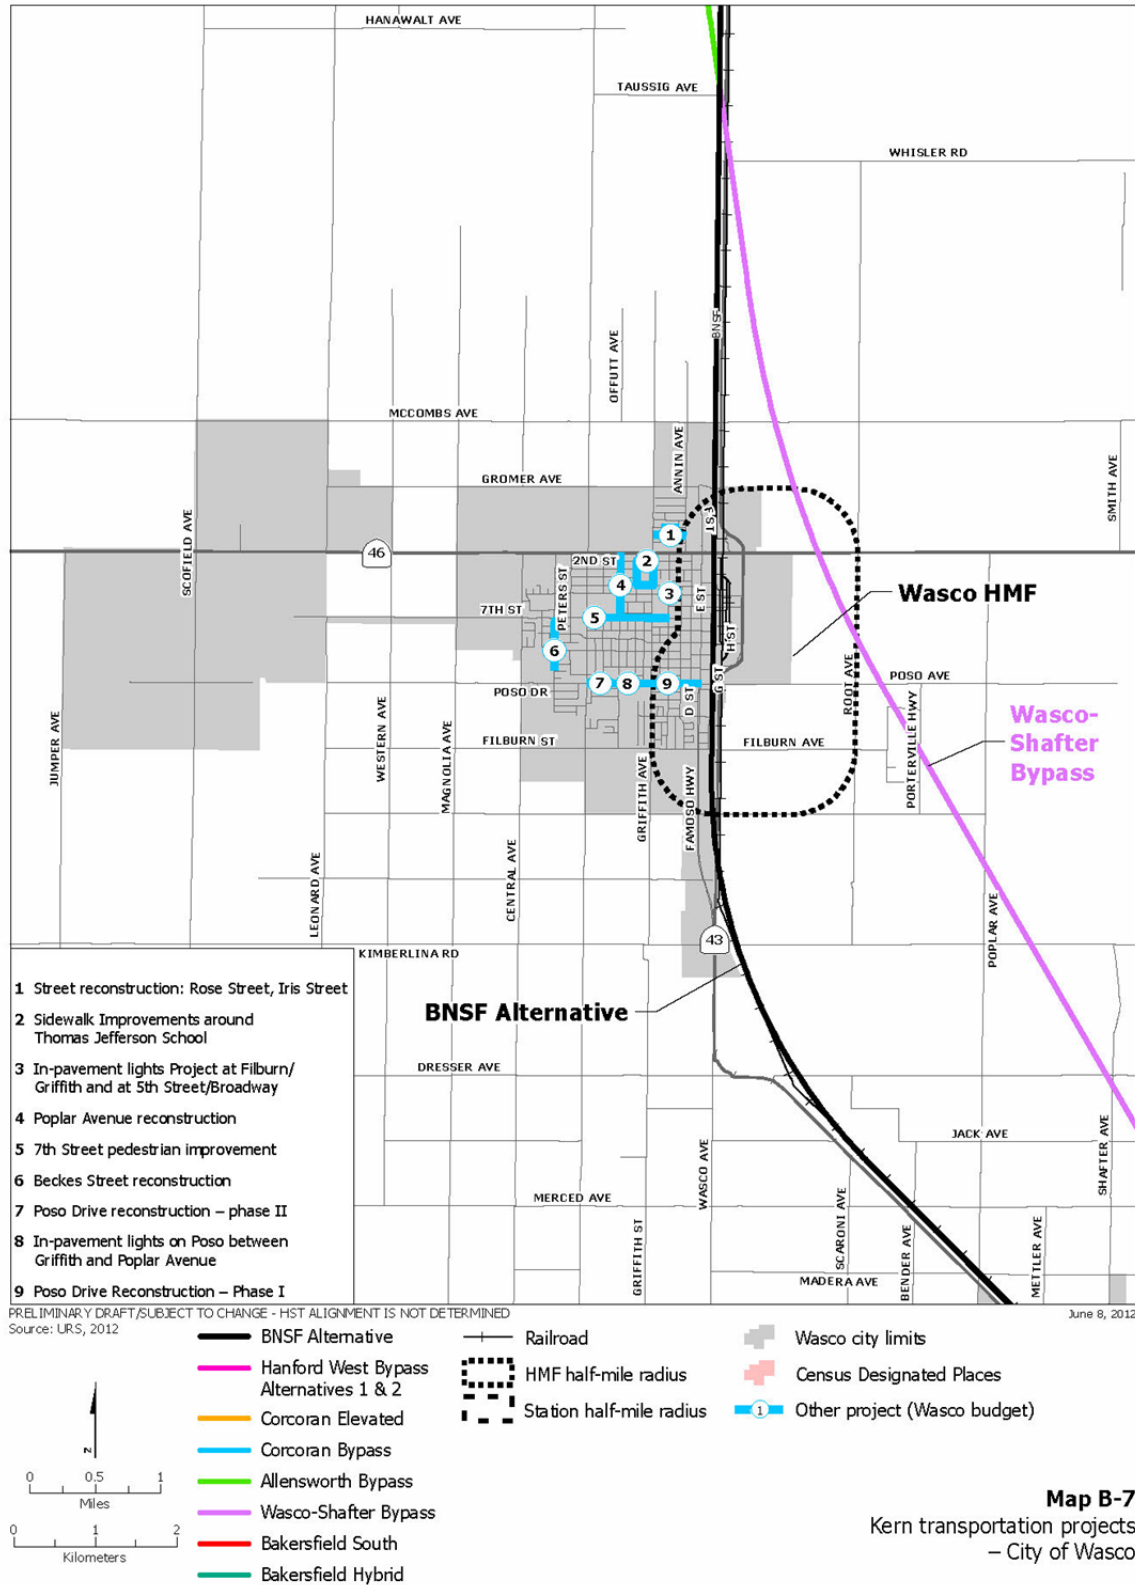 HANAWALT AVE
TAUSSIG AVE
WHISLER RD
BNSF
OFFUTT AVE
MCCOMBS AVE
ANNIN AVE
GROMER AVE
SMITH AVE
SCOFIELD AVE
F ST
1
46
2ND ST
2
PETERS ST
4
3
E ST
Wasco HMF
7TH ST
5
H ST
6
ROOT AVE
POSO AVE
POSO DR
7
8
9
D ST
G ST
Wasco-
Shafter
Bypass
JUMPER AVE
WESTERN AVE
MAGNOLIA AVE
FILBURN ST
GRIFFITH AVE
FAMOSO HWY
FILBURN AVE
PORTERVILLE HWY
LEONARD AVE
CENTRAL AVE
POPLAR AVE
43
KIMBERLINA RD
BNSF Alternative
DRESSER AVE
JACK AVE
WASCO AVE
SHAFTER AVE
MERCED AVE
GRIFFITH ST
SCARONI AVE
BENDER AVE
METTLER AVE
MADERA AVE
1 Street reconstruction: Rose Street, Iris Street
2 Sidewalk Improvements around
Thomas Jefferson School
3 In-pavement lights Project at Filburn/
Griffith and at 5th Street/Broadway
4 Poplar Avenue reconstruction
5 7th Street pedestrian improvement
6 Beckes Street reconstruction
7 Poso Drive reconstruction – phase II
8 In-pavement lights on Poso between
Griffith and Poplar Avenue
9 Poso Drive Reconstruction – Phase I
PRELIMINARY DRAFT/SUBJECT TO CHANGE - HST ALIGNMENT IS NOT DETERMINED
June 8, 2012
Source: URS, 2012
BNSF Alternative
Hanford West Bypass
Alternatives 1 & 2
Corcoran Elevated
Corcoran Bypass
Allensworth Bypass
Wasco-Shafter Bypass
Bakersfield South
Bakersfield Hybrid
Railroad
HMF half-mile radius
Station half-mile radius
Wasco city limits
Census Designated Places
1 Other project (Wasco budget)
N
0 0.5 1
Miles
0 1 2
Kilometers
Map B-7
Kern transportation projects
– City of Wasco